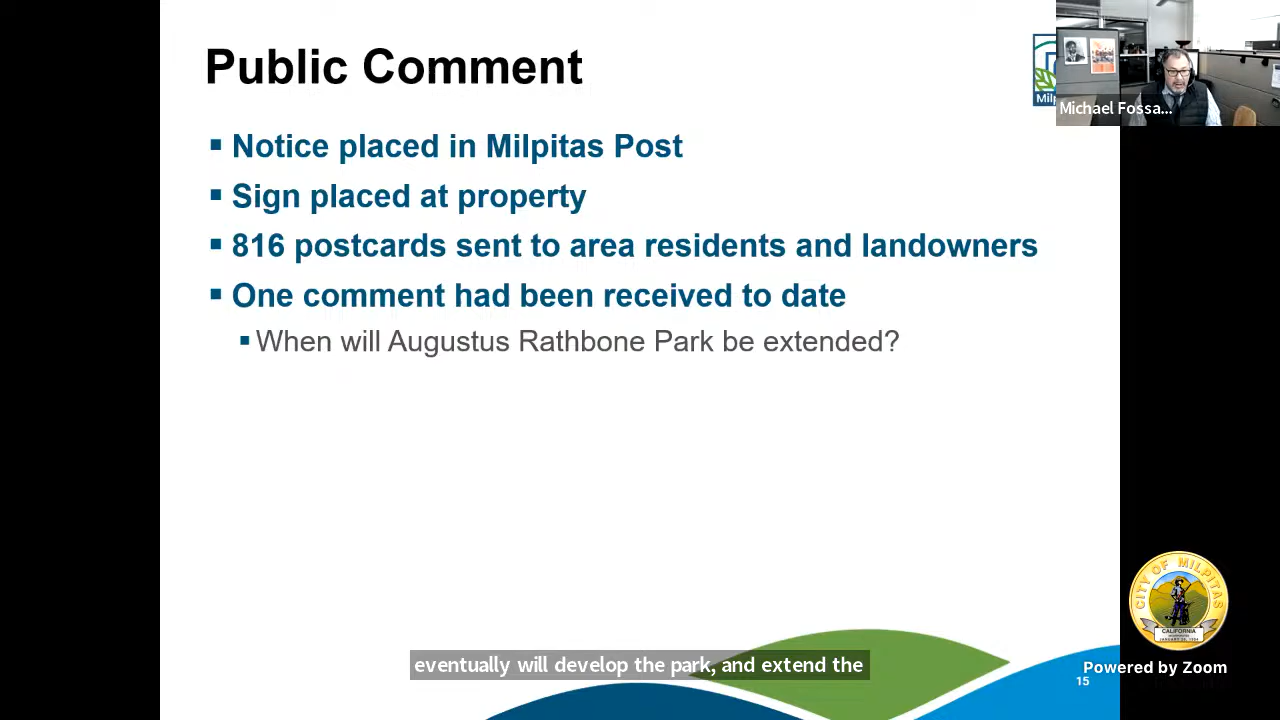 Public Comment
Notice placed in Milpitas Post
Sign placed at property
816 postcards sent to area residents and landowners
One comment had been received to date
When will Augustus Rathbone Park be extended?
Milp
Michael Fossa...
eventually will develop the park, and extend the
CITY OF MILPITAS
CALIFORNIA
Powered by Zoom
15